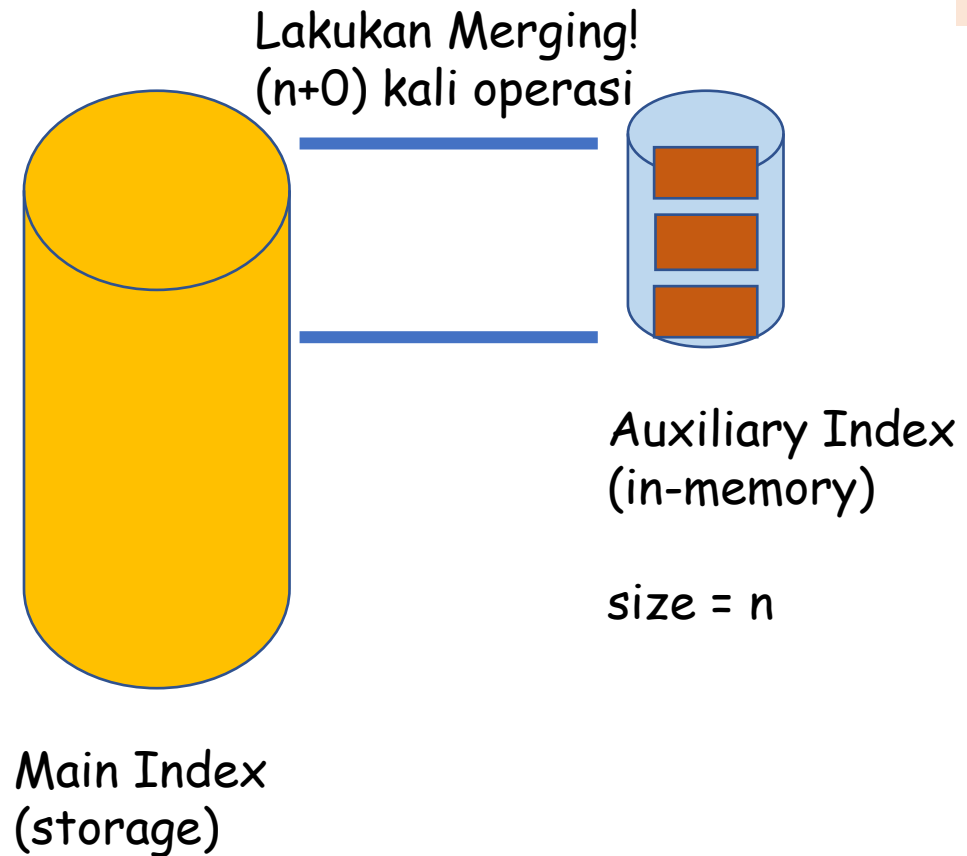 Lakukan Merging!
(n+0) kali operasi
Auxiliary Index
(in-memory)
size = n
Main Index
(storage)